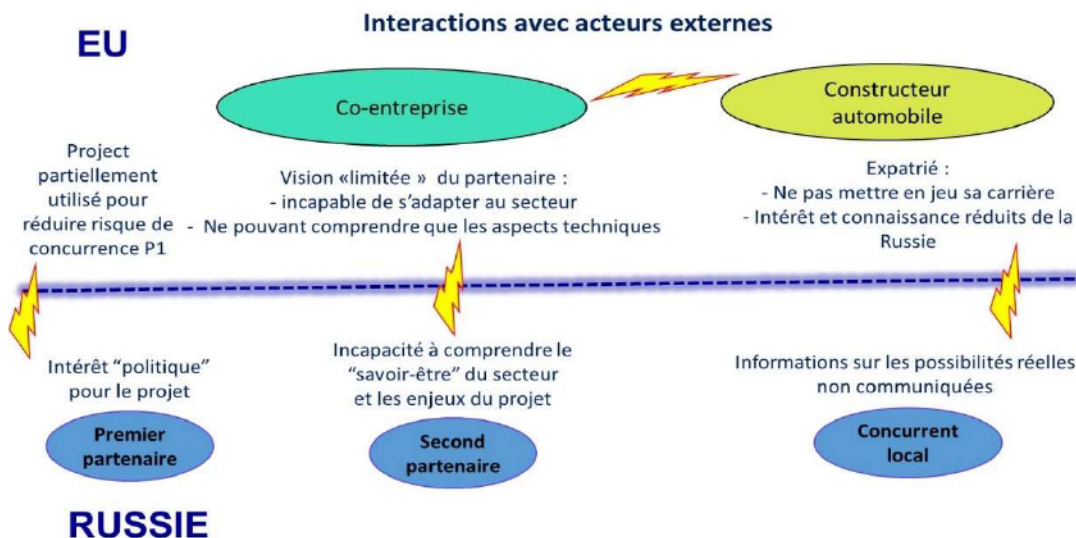 Interactions avec acteurs externes
EU
Co-entreprise
Constructeur
automobile
Project
partiellement
utilisé pour
réduire risque de
concurrence P1
Vision «limitée » du partenaire :
- incapable de s'adapter au secteur
- Ne pouvant comprendre que les aspects techniques
Expatrié :
- Ne pas mettre en jeu sa carrière
- Intérêt et connaissance réduits de la
Russie
Intérêt "politique"
pour le projet
Incapacité à comprendre le
"savoir-être" du secteur
et les enjeux du projet
Informations sur les possibilités réelles
non communiquées
Premier
partenaire
Second
partenaire
Concurrent
local
RUSSIE